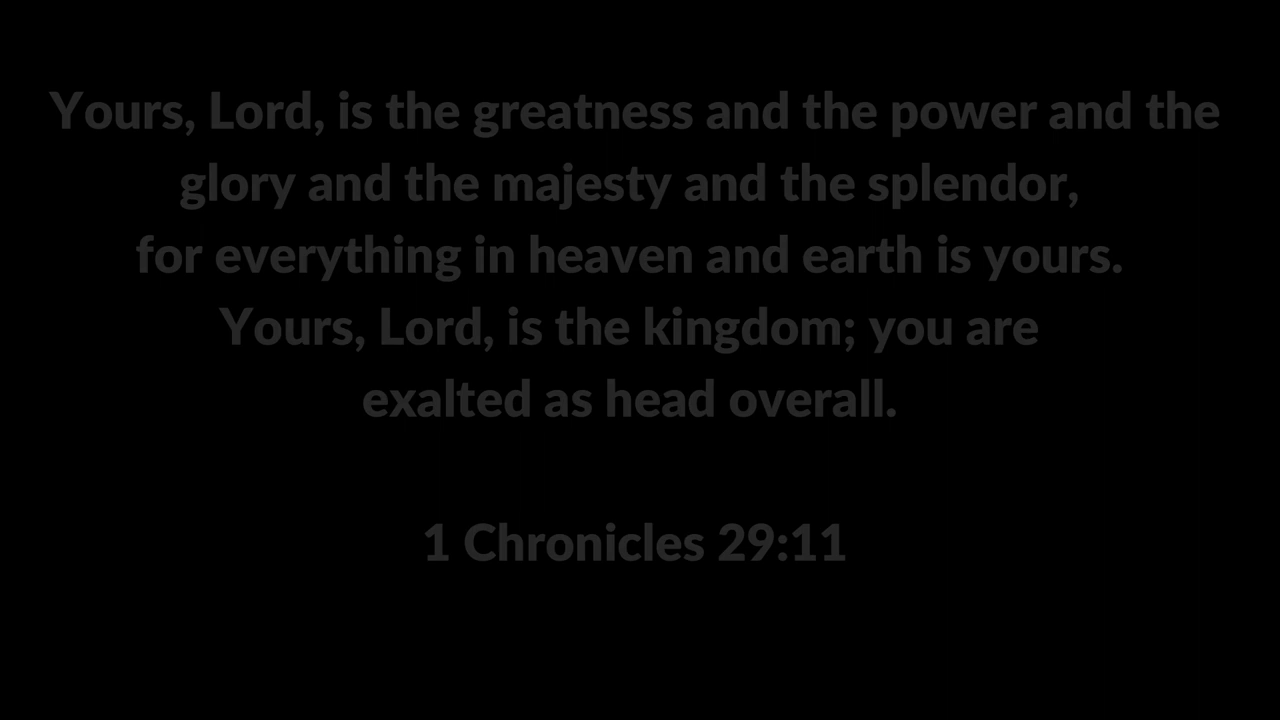 Yours, Lord, is the greatness and the power and the
glory and the majesty and the splendor,
for everything in heaven and earth is yours.
Yours, Lord, is the kingdom; you are
exalted as head overall.
1 Chronicles 29:11